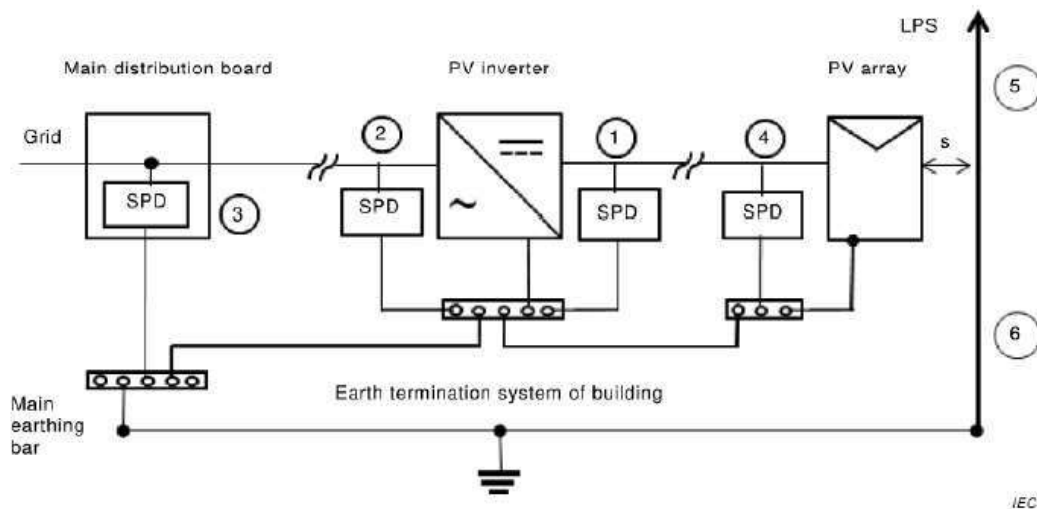 LPS
Main distribution board
PV inverter
PV array
5
Grid
2
1
4
s
SPD
3
SPD
~
SPD
SPD
6
Main
earthing
bar
Earth termination system of building
IEC